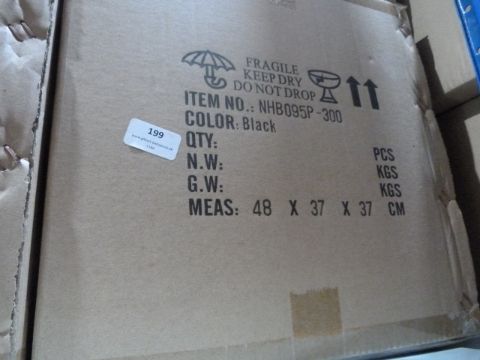 FRAGILE
KEEP DRY
DO NOT DROP
ITEM NO.: NHB095P-300
COLOR: Black
199
QTY: PCS
N.W: KGS
G.W: KGS
MEAS: 48 X 37 X 37 CM